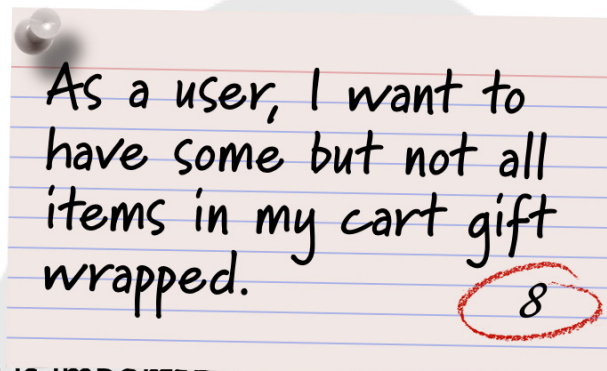 As a user, I want to
have some but not all
items in my cart gift
wrapped.
8